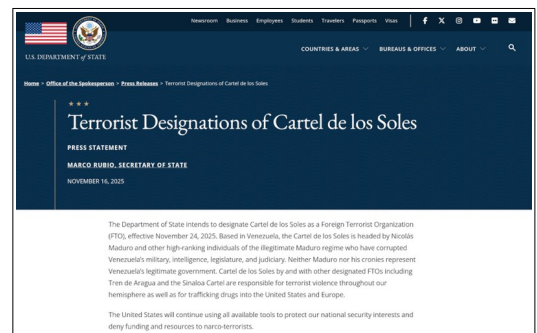 Newsroom Business Employees Students Travelers Passports Visas
U.S. DEPARTMENT of STATE
COUNTRIES & AREAS BUREAUS & OFFICES ABOUT
Home > Office of the Spokesperson > Press Releases > Terrorist Designations of Cartel de los Soles
Terrorist Designations of Cartel de los Soles
PRESS STATEMENT
MARCO RUBIO, SECRETARY OF STATE
NOVEMBER 16, 2025
The Department of State intends to designate Cartel de los Soles as a Foreign Terrorist Organization
(FTO), effective November 24, 2025. Based in Venezuela, the Cartel de los Soles is headed by Nicolás
Maduro and other high-ranking individuals of the illegitimate Maduro regime who have corrupted
Venezuela's military, intelligence, legislature, and judiciary. Neither Maduro nor his cronies represent
Venezuela's legitimate government. Cartel de los Soles by and with other designated FTOs including
Tren de Aragua and the Sinaloa Cartel are responsible for terrorist violence throughout our
hemisphere as well as for trafficking drugs into the United States and Europe.
The United States will continue using all available tools to protect our national security interests and
deny funding and resources to narco-terrorists.